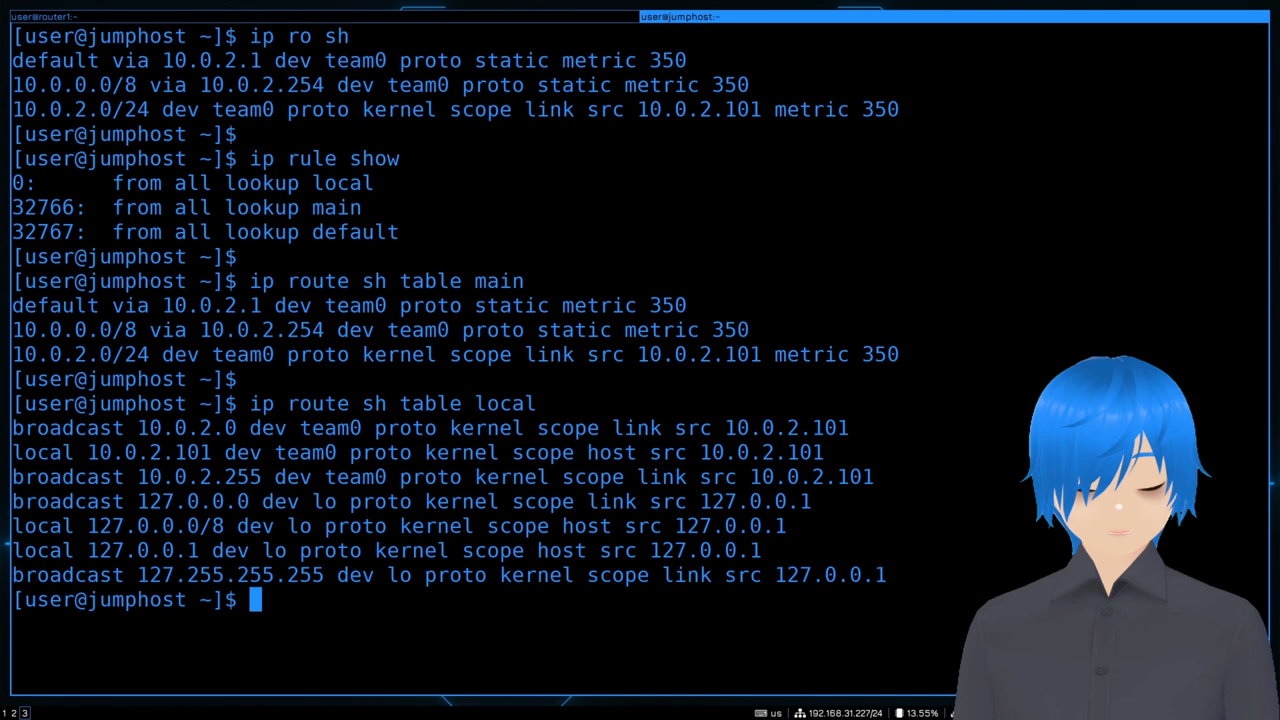 user@router1:~
user@jumphost:~
[user@jumphost ~]$ ip ro sh
default via 10.0.2.1 dev team0 proto static metric 350
10.0.0.0/8 via 10.0.2.254 dev team0 proto static metric 350
10.0.2.0/24 dev team0 proto kernel scope link src 10.0.2.101 metric 350
[user@jumphost ~]$
[user@jumphost ~]$ ip rule show
0:      from all lookup local
32766:  from all lookup main
32767:  from all lookup default
[user@jumphost ~]$
[user@jumphost ~]$ ip route sh table main
default via 10.0.2.1 dev team0 proto static metric 350
10.0.0.0/8 via 10.0.2.254 dev team0 proto static metric 350
10.0.2.0/24 dev team0 proto kernel scope link src 10.0.2.101 metric 350
[user@jumphost ~]$
[user@jumphost ~]$ ip route sh table local
broadcast 10.0.2.0 dev team0 proto kernel scope link src 10.0.2.101
local 10.0.2.101 dev team0 proto kernel scope host src 10.0.2.101
broadcast 10.0.2.255 dev team0 proto kernel scope link src 10.0.2.101
broadcast 127.0.0.0 dev lo proto kernel scope link src 127.0.0.1
local 127.0.0.0/8 dev lo proto kernel scope host src 127.0.0.1
local 127.0.0.1 dev lo proto kernel scope host src 127.0.0.1
broadcast 127.255.255.255 dev lo proto kernel scope link src 127.0.0.1
[user@jumphost ~]$
1 2 3 us 192.168.31.227/24 13.55%